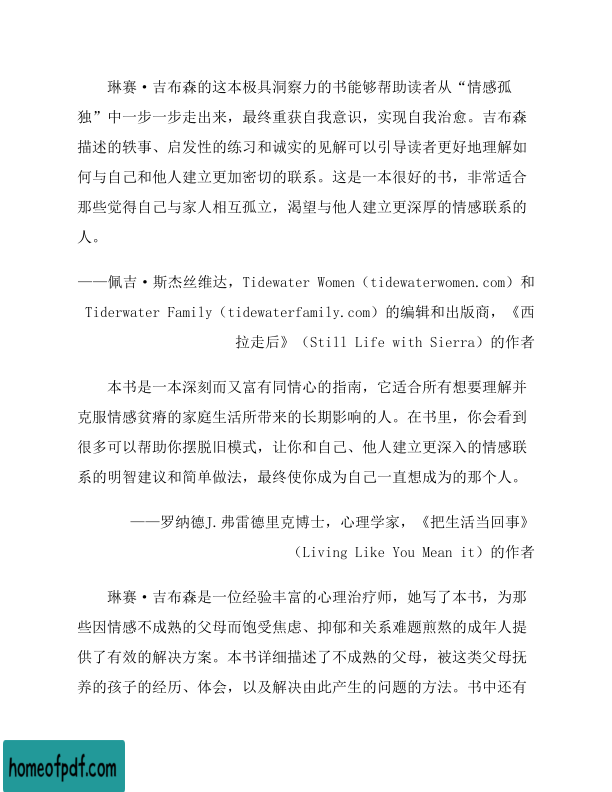 琳赛·吉布森的这本极具洞察力的书能够帮助读者从“情感孤
独”中一步一步走出来，最终重获自我意识，实现自我治愈。吉布森
描述的轶事、启发性的练习和诚实的见解可以引导读者更好地理解如
何与自己和他人建立更加密切的联系。这是一本很好的书，非常适合
那些觉得自己与家人相互孤立，渴望与他人建立更深厚的情感联系的
人。
——佩吉·斯杰丝维达，Tidewater Women（tidewaterwomen.com）和
Tiderwater Family（tidewaterfamily.com）的编辑和出版商，《西
拉走后》（Still Life with Sierra）的作者
本书是一本深刻而又富有同情心的指南，它适合所有想要理解并
克服情感贫瘠的家庭生活所带来的长期影响的人。在书里，你会看到
很多可以帮助你摆脱旧模式，让你和自己、他人建立更深入的情感联
系的明智建议和简单做法，最终使你成为自己一直想成为的那个人。
——罗纳德J.弗雷德里克博士，心理学家，《把生活当回事》
（Living Like You Mean it）的作者
琳赛·吉布森是一位经验丰富的心理治疗师，她写了本书，为那
些因情感不成熟的父母而饱受焦虑、抑郁和关系难题煎熬的成年人提
供了有效的解决方案。本书详细描述了不成熟的父母，被这类父母抚
养的孩子的经历、体会，以及解决由此产生的问题的方法。书中还有
homeofpdf.com